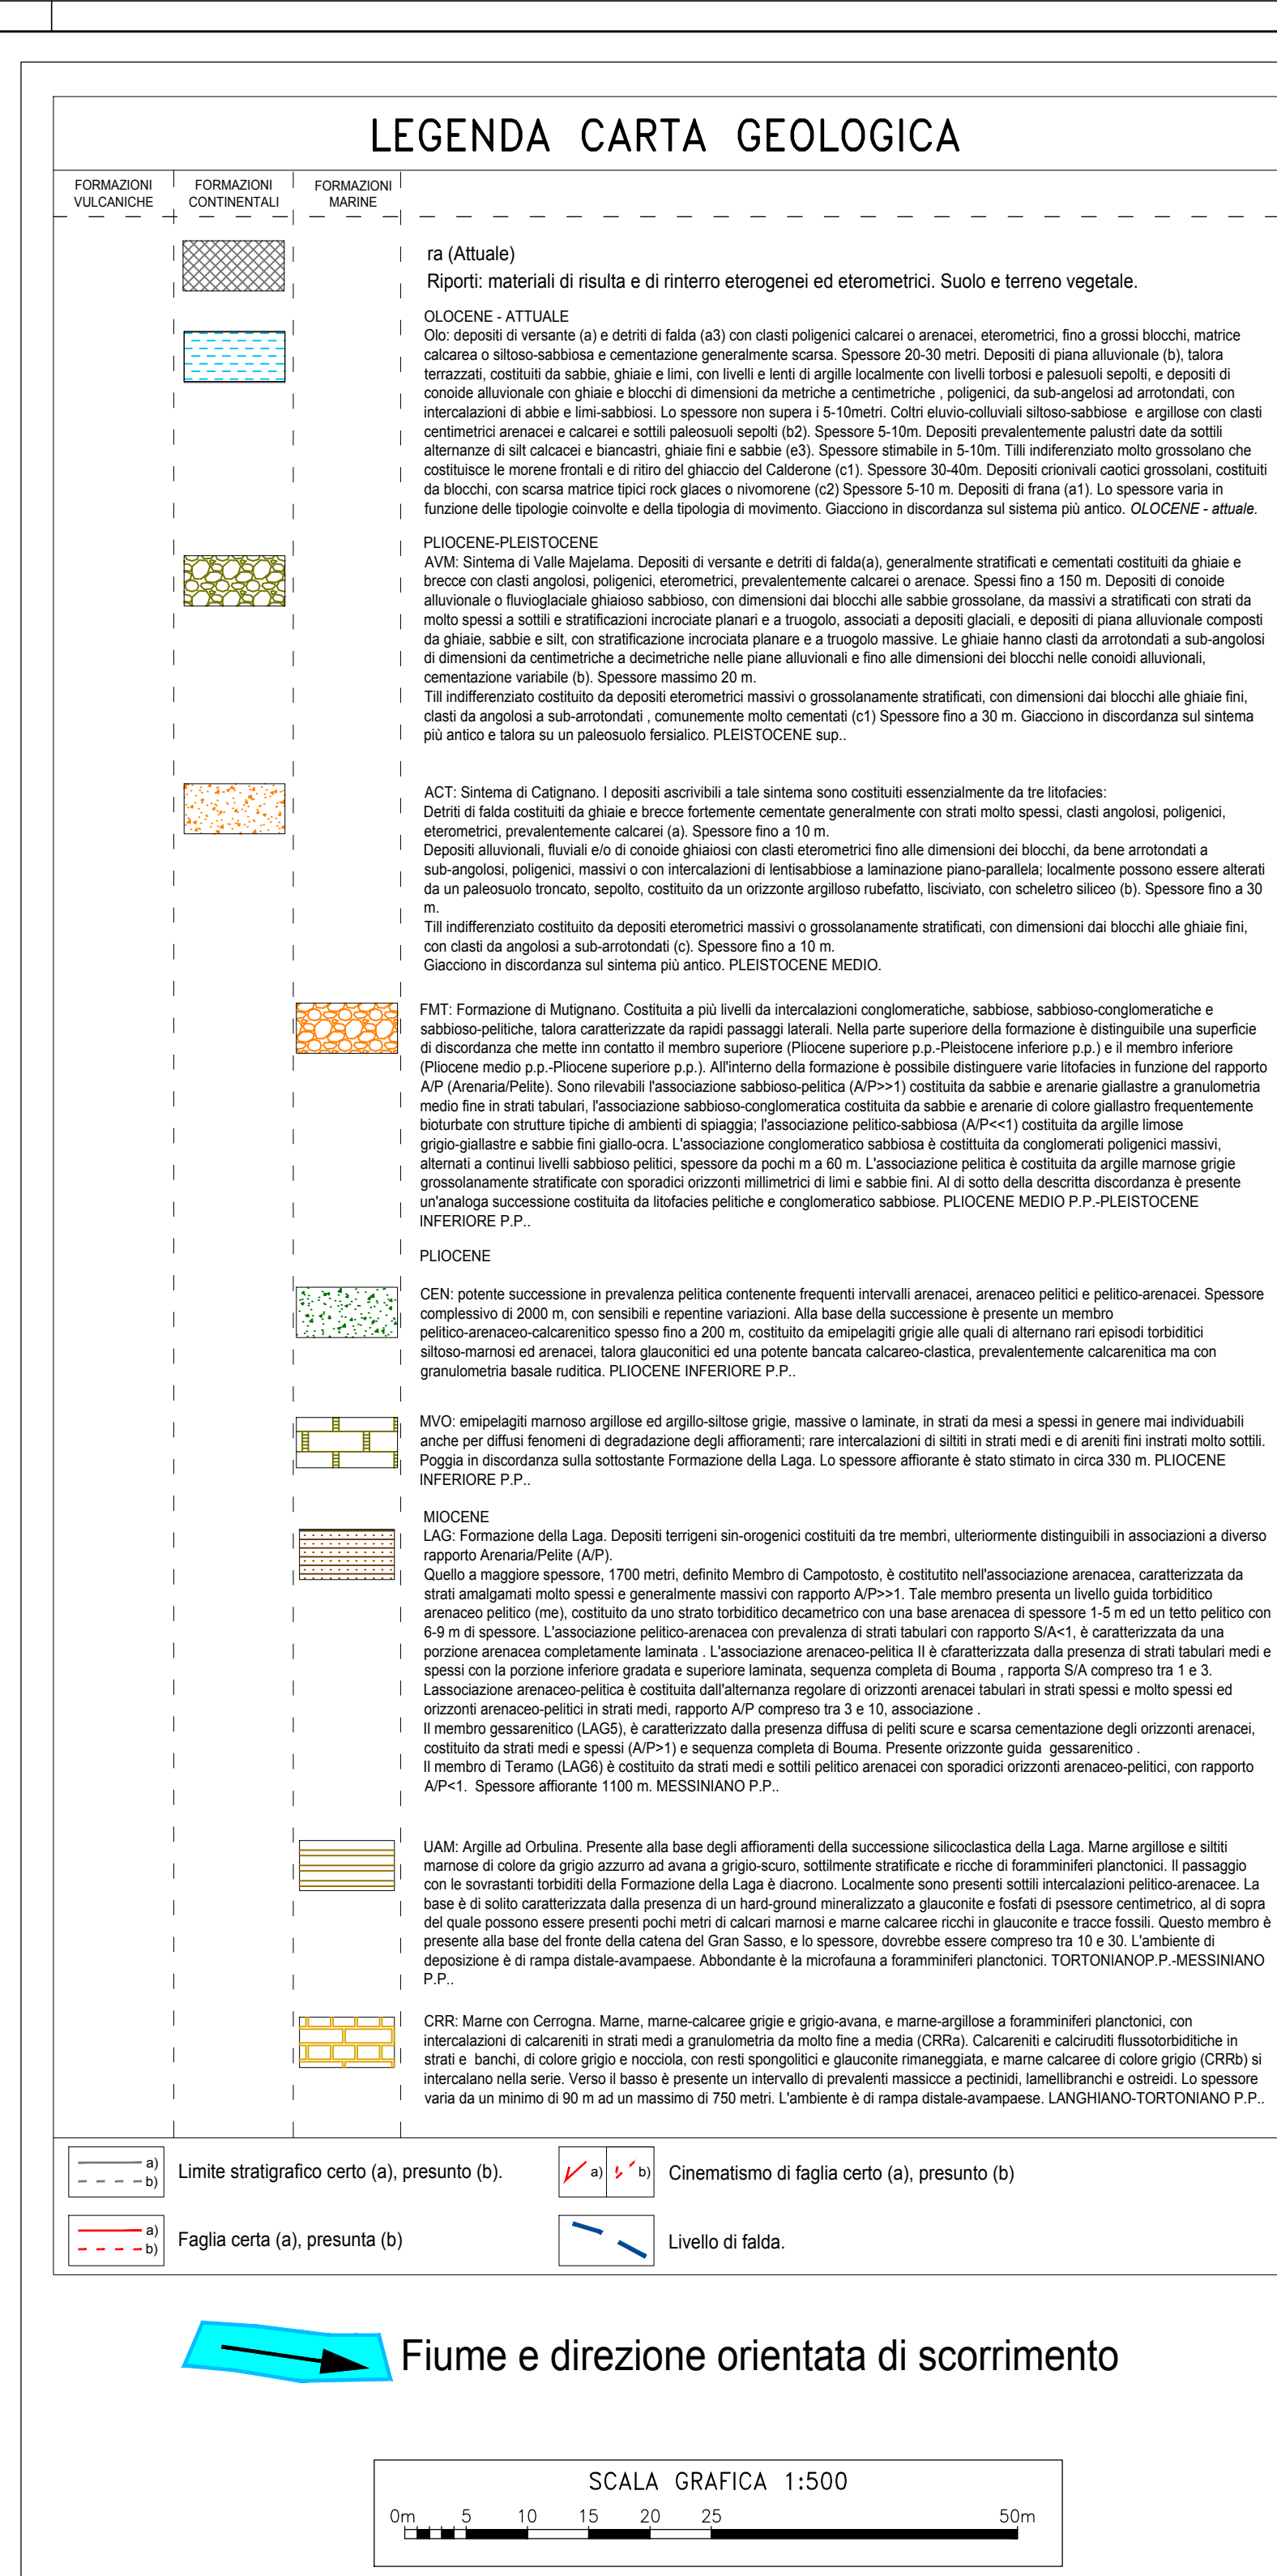 LEGENDA CARTA GEOLOGICA
FORMAZIONI
VULCANICHE
FORMAZIONI
CONTINENTALI
FORMAZIONI
MARINE
ra (Attuale)
Riporti: materiali di risulta e di rinterro eterogenei ed eterometrici. Suolo e terreno vegetale.
OLOCENE - ATTUALE
Olo: depositi di versante (a) e detriti di falda (a3) con clasti poligenici calcarei o arenacei, eterometrici, fino a grossi blocchi, matrice
calcarea o siltoso-sabbiosa e cementazione generalmente scarsa. Spessore 20-30 metri. Depositi di piana alluvionale (b), talora
terrazzati, costituiti da sabbie, ghiaie e limi, con livelli e lenti di argille localmente con livelli torbosi e palesuoli sepolti, e depositi di
conoide alluvionale con ghiaie e blocchi di dimensioni da metriche a centimetriche , poligenici, da sub-angelosi ad arrotondati, con
intercalazioni di abbie e limi-sabbiosi. Lo spessore non supera i 5-10metri. Coltri eluvio-colluviali siltoso-sabbiose  e argillose con clasti
centimetrici arenacei e calcarei e sottili paleosuoli sepolti (b2). Spessore 5-10m. Depositi prevalentemente palustri date da sottili
alternanze di silt calcacei e biancastri, ghiaie fini e sabbie (e3). Spessore stimabile in 5-10m. Tilli indiferenziato molto grossolano che
costituisce le morene frontali e di ritiro del ghiaccio del Calderone (c1). Spessore 30-40m. Depositi crionivali caotici grossolani, costituiti
da blocchi, con scarsa matrice tipici rock glaces o nivomorene (c2) Spessore 5-10 m. Depositi di frana (a1). Lo spessore varia in
funzione delle tipologie coinvolte e della tipologia di movimento. Giacciono in discordanza sul sistema più antico. OLOCENE - attuale.
PLIOCENE-PLEISTOCENE
AVM: Sintema di Valle Majelama. Depositi di versante e detriti di falda(a), generalmente stratificati e cementati costituiti da ghiaie e
brecce con clasti angolosi, poligenici, eterometrici, prevalentemente calcarei o arenace. Spessi fino a 150 m. Depositi di conoide
alluvionale o fluvioglaciale ghiaioso sabbioso, con dimensioni dai blocchi alle sabbie grossolane, da massivi a stratificati con strati da
molto spessi a sottili e stratificazioni incrociate planari e a truogolo, associati a depositi glaciali, e depositi di piana alluvionale composti
da ghiaie, sabbie e silt, con stratificazione incrociata planare e a truogolo massive. Le ghiaie hanno clasti da arrotondati a sub-angolosi
di dimensioni da centimetriche a decimetriche nelle piane alluvionali e fino alle dimensioni dei blocchi nelle conoidi alluvionali,
cementazione variabile (b). Spessore massimo 20 m.
Till indifferenziato costituito da depositi eterometrici massivi o grossolanamente stratificati, con dimensioni dai blocchi alle ghiaie fini,
clasti da angolosi a sub-arrotondati , comunemente molto cementati (c1) Spessore fino a 30 m. Giacciono in discordanza sul sintema
più antico e talora su un paleosuolo fersialico. PLEISTOCENE sup..
ACT: Sintema di Catignano. I depositi ascrivibili a tale sintema sono costituiti essenzialmente da tre litofacies:
Detriti di falda costituiti da ghiaie e brecce fortemente cementate generalmente con strati molto spessi, clasti angolosi, poligenici,
eterometrici, prevalentemente calcarei (a). Spessore fino a 10 m.
Depositi alluvionali, fluviali e/o di conoide ghiaiosi con clasti eterometrici fino alle dimensioni dei blocchi, da bene arrotondati a
sub-angolosi, poligenici, massivi o con intercalazioni di lentisabbiose a laminazione piano-parallela; localmente possono essere alterati
da un paleosuolo troncato, sepolto, costituito da un orizzonte argilloso rubefatto, lisciviato, con scheletro siliceo (b). Spessore fino a 30
m.
Till indifferenziato costituito da depositi eterometrici massivi o grossolanamente stratificati, con dimensioni dai blocchi alle ghiaie fini,
con clasti da angolosi a sub-arrotondati (c). Spessore fino a 10 m.
Giacciono in discordanza sul sintema più antico. PLEISTOCENE MEDIO.
FMT: Formazione di Mutignano. Costituita a più livelli da intercalazioni conglomeratiche, sabbiose, sabbioso-conglomeratiche e
sabbioso-pelitiche, talora caratterizzate da rapidi passaggi laterali. Nella parte superiore della formazione è distinguibile una superficie
di discordanza che mette inn contatto il membro superiore (Pliocene superiore p.p.-Pleistocene inferiore p.p.) e il membro inferiore
(Pliocene medio p.p.-Pliocene superiore p.p.). All'interno della formazione è possibile distinguere varie litofacies in funzione del rapporto
A/P (Arenaria/Pelite). Sono rilevabili l'associazione sabbioso-pelitica (A/P>>1) costituita da sabbie e arenarie giallastre a granulometria
medio fine in strati tabulari, l'associazione sabbioso-conglomeratica costituita da sabbie e arenarie di colore giallastro frequentemente
bioturbate con strutture tipiche di ambienti di spiaggia; l'associazione pelitico-sabbiosa (A/P<<1) costituita da argille limose
grigio-giallastre e sabbie fini giallo-ocra. L'associazione conglomeratico sabbiosa è costittuita da conglomerati poligenici massivi,
alternati a continui livelli sabbioso pelitici, spessore da pochi m a 60 m. L'associazione pelitica è costituita da argille marnose grigie
grossolanamente stratificate con sporadici orizzonti millimetrici di limi e sabbie fini. Al di sotto della descritta discordanza è presente
un'analoga successione costituita da litofacies pelitiche e conglomeratico sabbiose. PLIOCENE MEDIO P.P.-PLEISTOCENE
INFERIORE P.P..
PLIOCENE
CEN: potente successione in prevalenza pelitica contenente frequenti intervalli arenacei, arenaceo pelitici e pelitico-arenacei. Spessore
complessivo di 2000 m, con sensibili e repentine variazioni. Alla base della successione è presente un membro
pelitico-arenaceo-calcarenitico spesso fino a 200 m, costituito da emipelagiti grigie alle quali di alternano rari episodi torbiditici
siltoso-marnosi ed arenacei, talora glauconitici ed una potente bancata calcareo-clastica, prevalentemente calcarenitica ma con
granulometria basale ruditica. PLIOCENE INFERIORE P.P..
MVO: emipelagiti marnoso argillose ed argillo-siltose grigie, massive o laminate, in strati da mesi a spessi in genere mai individuabili
anche per diffusi fenomeni di degradazione degli affioramenti; rare intercalazioni di siltiti in strati medi e di areniti fini instrati molto sottili.
Poggia in discordanza sulla sottostante Formazione della Laga. Lo spessore affiorante è stato stimato in circa 330 m. PLIOCENE
INFERIORE P.P..
MIOCENE
LAG: Formazione della Laga. Depositi terrigeni sin-orogenici costituiti da tre membri, ulteriormente distinguibili in associazioni a diverso
rapporto Arenaria/Pelite (A/P).
Quello a maggiore spessore, 1700 metri, definito Membro di Campotosto, è costitutito nell'associazione arenacea, caratterizzata da
strati amalgamati molto spessi e generalmente massivi con rapporto A/P>>1. Tale membro presenta un livello guida torbiditico
arenaceo pelitico (me), costituito da uno strato torbiditico decametrico con una base arenacea di spessore 1-5 m ed un tetto pelitico con
6-9 m di spessore. L'associazione pelitico-arenacea con prevalenza di strati tabulari con rapporto S/A<1, è caratterizzata da una
porzione arenacea completamente laminata . L'associazione arenaceo-pelitica II è cfaratterizzata dalla presenza di strati tabulari medi e
spessi con la porzione inferiore gradata e superiore laminata, sequenza completa di Bouma , rapporta S/A compreso tra 1 e 3.
Lassociazione arenaceo-pelitica è costituita dall'alternanza regolare di orizzonti arenacei tabulari in strati spessi e molto spessi ed
orizzonti arenaceo-pelitici in strati medi, rapporto A/P compreso tra 3 e 10, associazione .
Il membro gessarenitico (LAG5), è caratterizzato dalla presenza diffusa di peliti scure e scarsa cementazione degli orizzonti arenacei,
costituito da strati medi e spessi (A/P>1) e sequenza completa di Bouma. Presente orizzonte guida  gessarenitico .
Il membro di Teramo (LAG6) è costituito da strati medi e sottili pelitico arenacei con sporadici orizzonti arenaceo-pelitici, con rapporto
A/P<1.  Spessore affiorante 1100 m. MESSINIANO P.P..
UAM: Argille ad Orbulina. Presente alla base degli affioramenti della successione silicoclastica della Laga. Marne argillose e siltiti
marnose di colore da grigio azzurro ad avana a grigio-scuro, sottilmente stratificate e ricche di foramminiferi planctonici. Il passaggio
con le sovrastanti torbiditi della Formazione della Laga è diacrono. Localmente sono presenti sottili intercalazioni pelitico-arenacee. La
base è di solito caratterizzata dalla presenza di un hard-ground mineralizzato a glauconite e fosfati di psessore centimetrico, al di sopra
del quale possono essere presenti pochi metri di calcari marnosi e marne calcaree ricchi in glauconite e tracce fossili. Questo membro è
presente alla base del fronte della catena del Gran Sasso, e lo spessore, dovrebbe essere compreso tra 10 e 30. L'ambiente di
deposizione è di rampa distale-avampaese. Abbondante è la microfauna a foramminiferi planctonici. TORTONIANOP.P.-MESSINIANO
P.P..
CRR: Marne con Cerrogna. Marne, marne-calcaree grigie e grigio-avana, e marne-argillose a foramminiferi planctonici, con
intercalazioni di calcareniti in strati medi a granulometria da molto fine a media (CRRa). Calcareniti e calciruditi flussotorbiditiche in
strati e  banchi, di colore grigio e nocciola, con resti spongolitici e glauconite rimaneggiata, e marne calcaree di colore grigio (CRRb) si
intercalano nella serie. Verso il basso è presente un intervallo di prevalenti massicce a pectinidi, lamellibranchi e ostreidi. Lo spessore
varia da un minimo di 90 m ad un massimo di 750 metri. L'ambiente è di rampa distale-avampaese. LANGHIANO-TORTONIANO P.P..
a)
b)
Limite stratigrafico certo (a), presunto (b).
a)
b)
Cinematismo di faglia certo (a), presunto (b)
a)
b)
Faglia certa (a), presunta (b)
Livello di falda.
Fiume e direzione orientata di scorrimento
SCALA GRAFICA 1:500
0m 5 10 15 20 25 50m